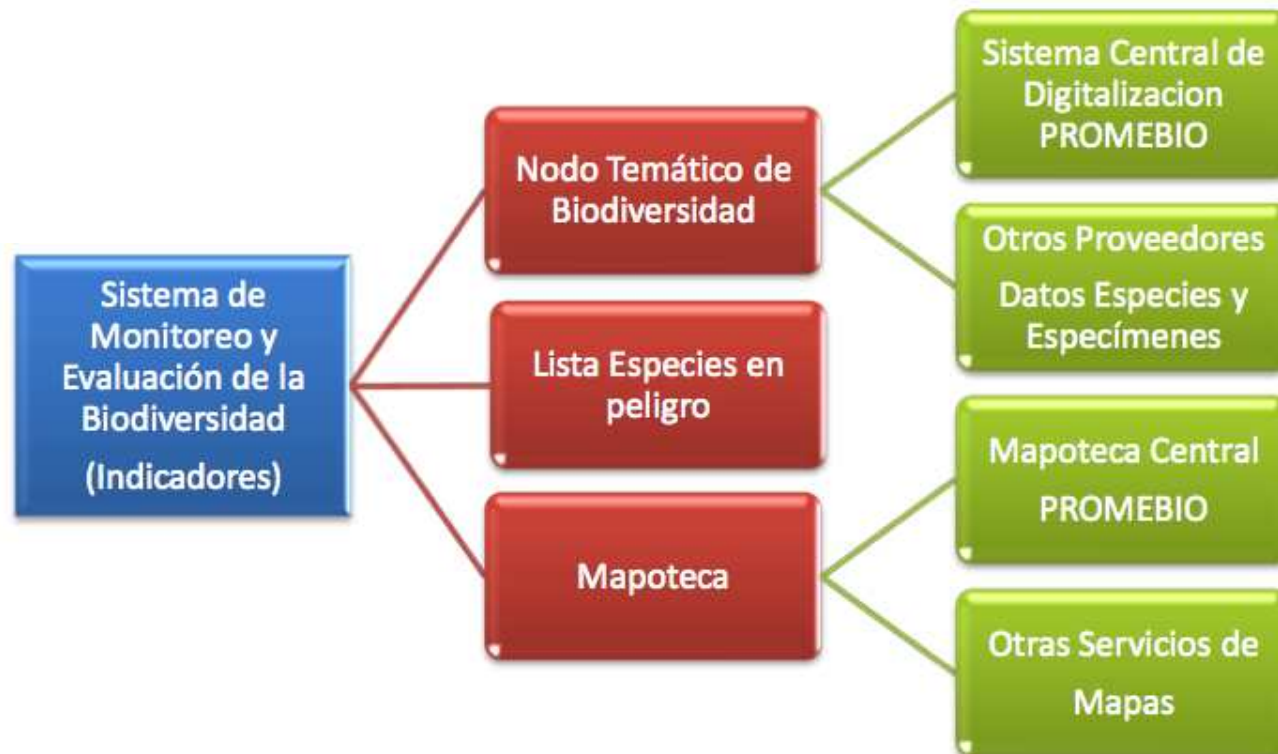 Sistema de
Monitoreo y
Evaluación de la
Biodiversidad
(Indicadores)
Nodo Temático de
Biodiversidad
Lista Especies en
peligro
Mapoteca
Sistema Central de
Digitalizacion
PROMEBIO
Otros Proveedores
Datos Especies y
Especímenes
Mapoteca Central
PROMEBIO
Otras Servicios de
Mapas